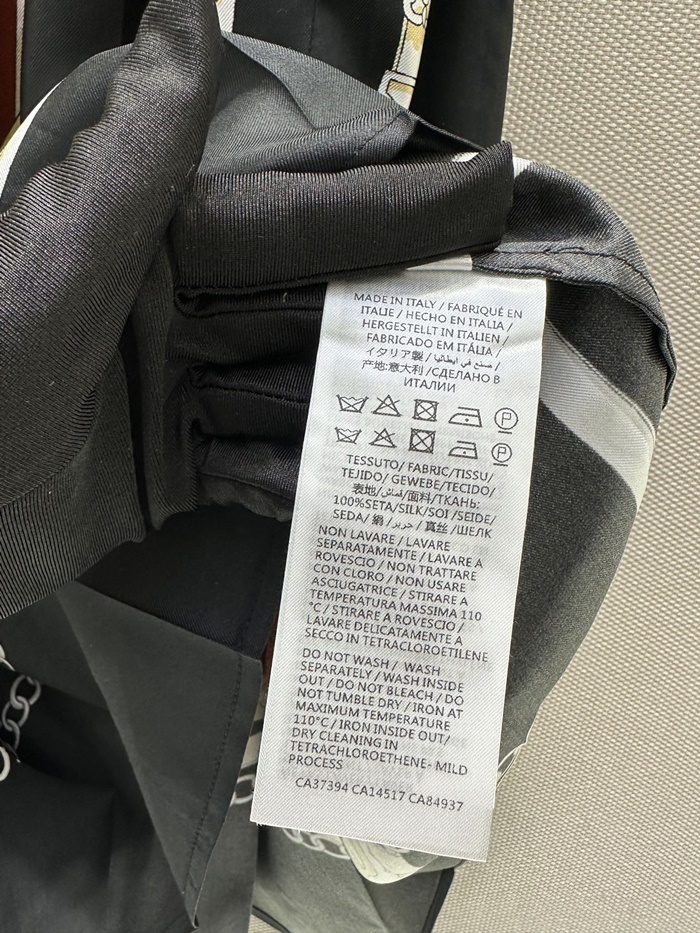 MADE IN ITALY / FABRIQUÉ EN
ITALIE / HECHO EN ITALIA /
HERGESTELLT IN ITALIEN /
FABRICADO EM ITÁLIA /
イタリア製 / صنع في ايطاليا /
产地:意大利 /СДЕЛАНО В
ИТАЛИИ
P
P
TESSUTO/ FABRIC/TISSU/
TEJIDO/ GEWEBE/TECIDO/
表地/قماش/面料/ТКАНЬ:
100%SETA/SILK/SOI /SEIDE/
SEDA/ 絹 / حرير / 真丝 /ШЕЛК
NON LAVARE / LAVARE
SEPARATAMENTE / LAVARE A
ROVESCIO / NON TRATTARE
CON CLORO / NON USARE
ASCIUGATRICE / STIRARE A
TEMPERATURA MASSIMA 110
°C / STIRARE A ROVESCIO /
LAVARE DELICATAMENTE A
SECCO IN TETRACLOROETILENE
DO NOT WASH / WASH
SEPARATELY / WASH INSIDE
OUT / DO NOT BLEACH / DO
NOT TUMBLE DRY / IRON AT
MAXIMUM TEMPERATURE
110°C / IRON INSIDE OUT/
DRY CLEANING IN
TETRACHLOROETHENE- MILD
PROCESS
CA37394 CA14517 CA84937